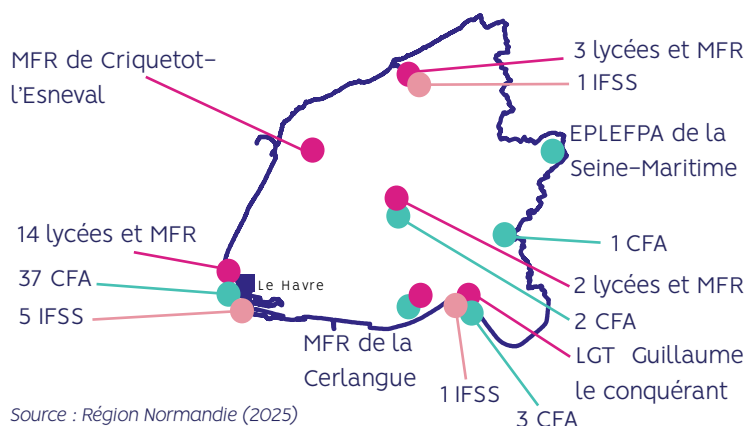 MFR de Criquetot-
l'Esneval
3 lycées et MFR
1 IFSS
EPLEFPA de la
Seine-Maritime
1 CFA
14 lycées et MFR
37 CFA
5 IFSS
Le Havre
2 lycées et MFR
2 CFA
MFR de la
Cerlangue
1 IFSS
LGT Guillaume
le conquérant
3 CFA
Source : Région Normandie (2025)